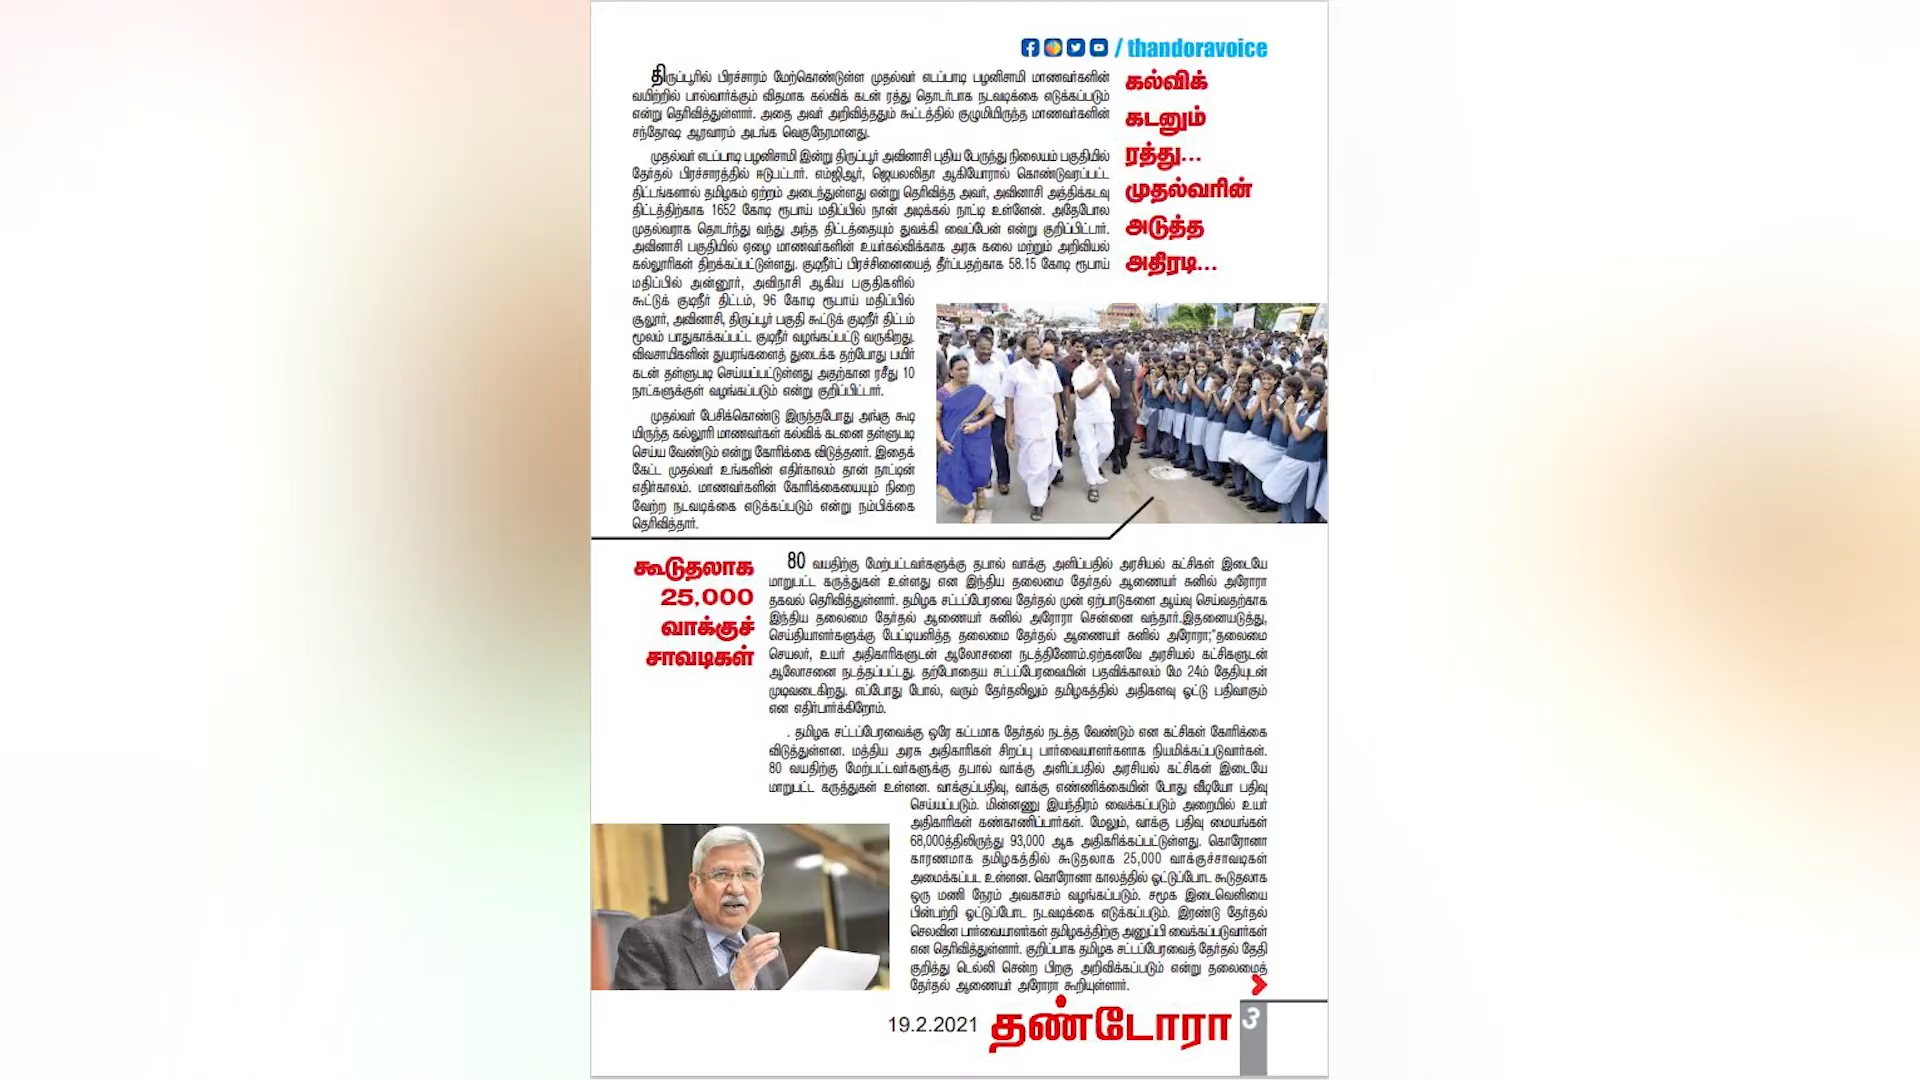 / thandoravoice
திருப்பூரில் பிரச்சாரம் மேற்கொண்டுள்ள முதல்வர் எடப்பாடி பழனிசாமி மாணவர்களின்
வயிற்றில் பால்வார்க்கும் விதமாக கல்விக் கடன் ரத்து தொடர்பாக நடவடிக்கை எடுக்கப்படும்
என்று தெரிவித்துள்ளார். அதை அவர் அறிவித்ததும் கூட்டத்தில் குழுமியிருந்த மாணவர்களின்
சந்தோஷ ஆரவாரம் அடங்க வெகுநேரமானது.
முதல்வர் எடப்பாடி பழனிசாமி இன்று திருப்பூர் அவினாசி புதிய பேருந்து நிலையம் பகுதியில்
தேர்தல் பிரச்சாரத்தில் ஈடுபட்டார். எம்ஜிஆர், ஜெயலலிதா ஆகியோரால் கொண்டுவரப்பட்ட
திட்டங்களால் தமிழகம் ஏற்றம் அடைந்துள்ளது என்று தெரிவித்த அவர், அவினாசி அத்திக்கடவு
திட்டத்திற்காக 1652 கோடி ரூபாய் மதிப்பில் நான் அடிக்கல் நாட்டி உள்ளேன். அதேபோல
முதல்வராக தொடர்ந்து வந்து அந்த திட்டத்தையும் துவக்கி வைப்பேன் என்று குறிப்பிட்டார்.
அவினாசி பகுதியில் ஏழை மாணவர்களின் உயர்கல்விக்காக அரசு கலை மற்றும் அறிவியல்
கல்லூரிகள் திறக்கப்பட்டுள்ளது. குடிநீர்ப் பிரச்சினையைத் தீர்ப்பதற்காக 58.15 கோடி ரூபாய்
மதிப்பில் அன்னூர், அவிநாசி ஆகிய பகுதிகளில்
கூட்டுக் குடிநீர் திட்டம், 96 கோடி ரூபாய் மதிப்பில்
சூலூர், அவினாசி, திருப்பூர் பகுதி கூட்டுக் குடிநீர் திட்டம்
மூலம் பாதுகாக்கப்பட்ட குடிநீர் வழங்கப்பட்டு வருகிறது.
விவசாயிகளின் துயரங்களைத் துடைக்க தற்போது பயிர்
கடன் தள்ளுபடி செய்யப்பட்டுள்ளது அதற்கான ரசீது 10
நாட்களுக்குள் வழங்கப்படும் என்று குறிப்பிட்டார்.
முதல்வர் பேசிக்கொண்டு இருந்தபோது அங்கு கூடி
யிருந்த கல்லூரி மாணவர்கள் கல்விக் கடனை தள்ளுபடி
செய்ய வேண்டும் என்று கோரிக்கை விடுத்தனர். இதைக்
கேட்ட முதல்வர் உங்களின் எதிர்காலம் தான் நாட்டின்
எதிர்காலம். மாணவர்களின் கோரிக்கையையும் நிறை
வேற்ற நடவடிக்கை எடுக்கப்படும் என்று நம்பிக்கை
தெரிவித்தார்.
கல்விக்
கடனும்
ரத்து...
முதல்வரின்
அடுத்த
அதிரடி...
கூடுதலாக
25,000
வாக்குச்
சாவடிகள்
80 வயதிற்கு மேற்பட்டவர்களுக்கு தபால் வாக்கு அளிப்பதில் அரசியல் கட்சிகள் இடையே
மாறுபட்ட கருத்துகள் உள்ளது என இந்திய தலைமை தேர்தல் ஆணையர் சுனில் அரோரா
தகவல் தெரிவித்துள்ளார். தமிழக சட்டப்பேரவை தேர்தல் முன் ஏற்பாடுகளை ஆய்வு செய்வதற்காக
இந்திய தலைமை தேர்தல் ஆணையர் சுனில் அரோரா சென்னை வந்தார்.இதனையடுத்து,
செய்தியாளர்களுக்கு பேட்டியளித்த தலைமை தேர்தல் ஆணையர் சுனில் அரோரா;"தலைமை
செயலர், உயர் அதிகாரிகளுடன் ஆலோசனை நடத்தினோம்.ஏற்கனவே அரசியல் கட்சிகளுடன்
ஆலோசனை நடத்தப்பட்டது. தற்போதைய சட்டப்பேரவையின் பதவிக்காலம் மே 24ம் தேதியுடன்
முடிவடைகிறது. எப்போது போல், வரும் தேர்தலிலும் தமிழகத்தில் அதிகளவு ஓட்டு பதிவாகும்
என எதிர்பார்க்கிறோம்.
. தமிழக சட்டப்பேரவைக்கு ஒரே கட்டமாக தேர்தல் நடத்த வேண்டும் என கட்சிகள் கோரிக்கை
விடுத்துள்ளன. மத்திய அரசு அதிகாரிகள் சிறப்பு பார்வையாளர்களாக நியமிக்கப்படுவார்கள்.
80 வயதிற்கு மேற்பட்டவர்களுக்கு தபால் வாக்கு அளிப்பதில் அரசியல் கட்சிகள் இடையே
மாறுபட்ட கருத்துகள் உள்ளன. வாக்குப்பதிவு, வாக்கு எண்ணிக்கையின் போது வீடியோ பதிவு
செய்யப்படும். மின்னணு இயந்திரம் வைக்கப்படும் அறையில் உயர்
அதிகாரிகள் கண்காணிப்பார்கள். மேலும், வாக்கு பதிவு மையங்கள்
68,000த்திலிருந்து 93,000 ஆக அதிகரிக்கப்பட்டுள்ளது. கொரோனா
காரணமாக தமிழகத்தில் கூடுதலாக 25,000 வாக்குச்சாவடிகள்
அமைக்கப்பட உள்ளன. கொரோனா காலத்தில் ஓட்டுப்போட கூடுதலாக
ஒரு மணி நேரம் அவகாசம் வழங்கப்படும். சமூக இடைவெளியை
பின்பற்றி ஓட்டுப்போட நடவடிக்கை எடுக்கப்படும். இரண்டு தேர்தல்
செலவின பார்வையாளர்கள் தமிழகத்திற்கு அனுப்பி வைக்கப்படுவார்கள்
என தெரிவித்துள்ளார். குறிப்பாக தமிழக சட்டப்பேரவைத் தேர்தல் தேதி
குறித்து டெல்லி சென்ற பிறகு அறிவிக்கப்படும் என்று தலைமைத்
தேர்தல் ஆணையர் அரோரா கூறியுள்ளார்.
19.2.2021 தண்டோரா 3